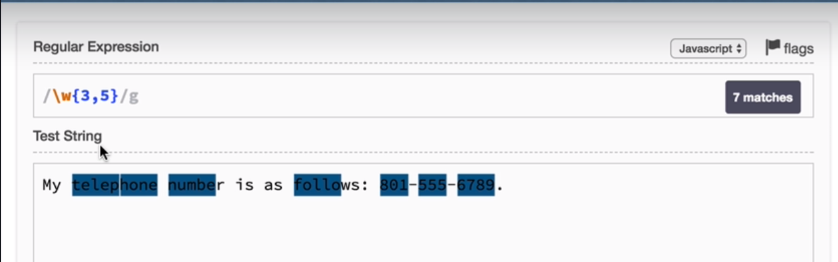 Regular Expression
Javascript flags
/\w{3,5}/g
7 matches
Test String
My telephone number is as follows: 801-555-6789.